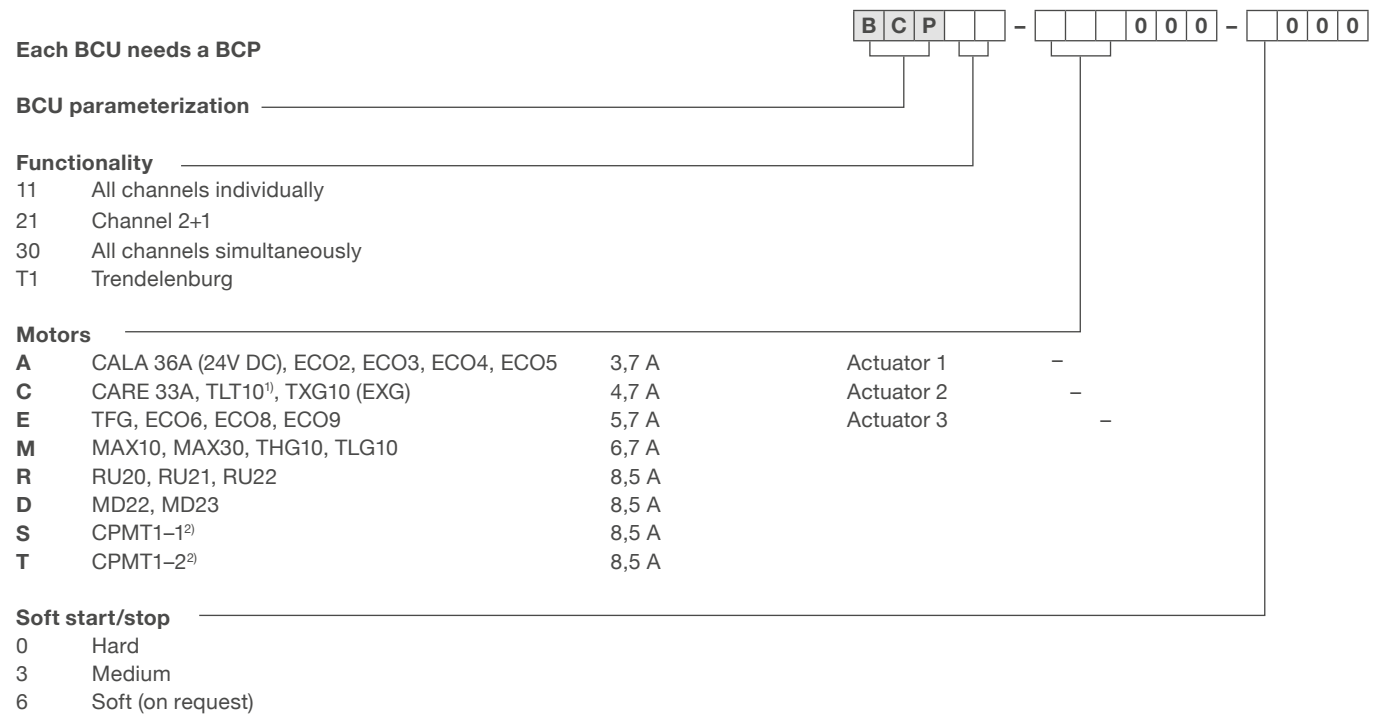 B C P – 0 0 0 – 0 0 0
Each BCU needs a BCP
BCU parameterization
Functionality
11 All channels individually
21 Channel 2+1
30 All channels simultaneously
T1 Trendelenburg
Motors
A CALA 36A (24V DC), ECO2, ECO3, ECO4, ECO5 3,7 A Actuator 1 –
C CARE 33A, TLT10¹⁾, TXG10 (EXG) 4,7 A Actuator 2 –
E TFG, ECO6, ECO8, ECO9 5,7 A Actuator 3 –
M MAX10, MAX30, THG10, TLG10 6,7 A
R RU20, RU21, RU22 8,5 A
D MD22, MD23 8,5 A
S CPMT1–1²⁾ 8,5 A
T CPMT1–2²⁾ 8,5 A
Soft start/stop
0 Hard
3 Medium
6 Soft (on request)